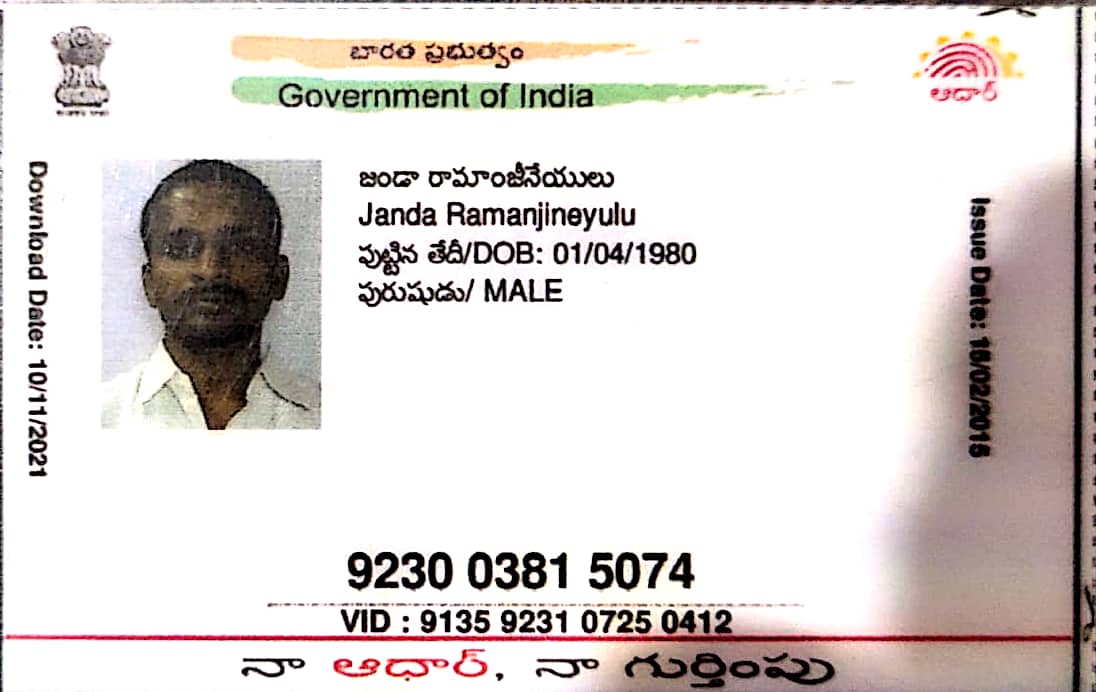 బారత ప్రభుత్వం
Government of India
ఆధార్
Download Date: 10/11/2021
జండా రామాంజీనేయులు
Janda Ramanjineyulu
పుట్టిన తేదీ/DOB: 01/04/1980
పురుషుడు/ MALE
Issue Date: 16/02/2015
9230 0381 5074
VID : 9135 9231 0725 0412
నా ఆధార్, నా గుర్తింపు